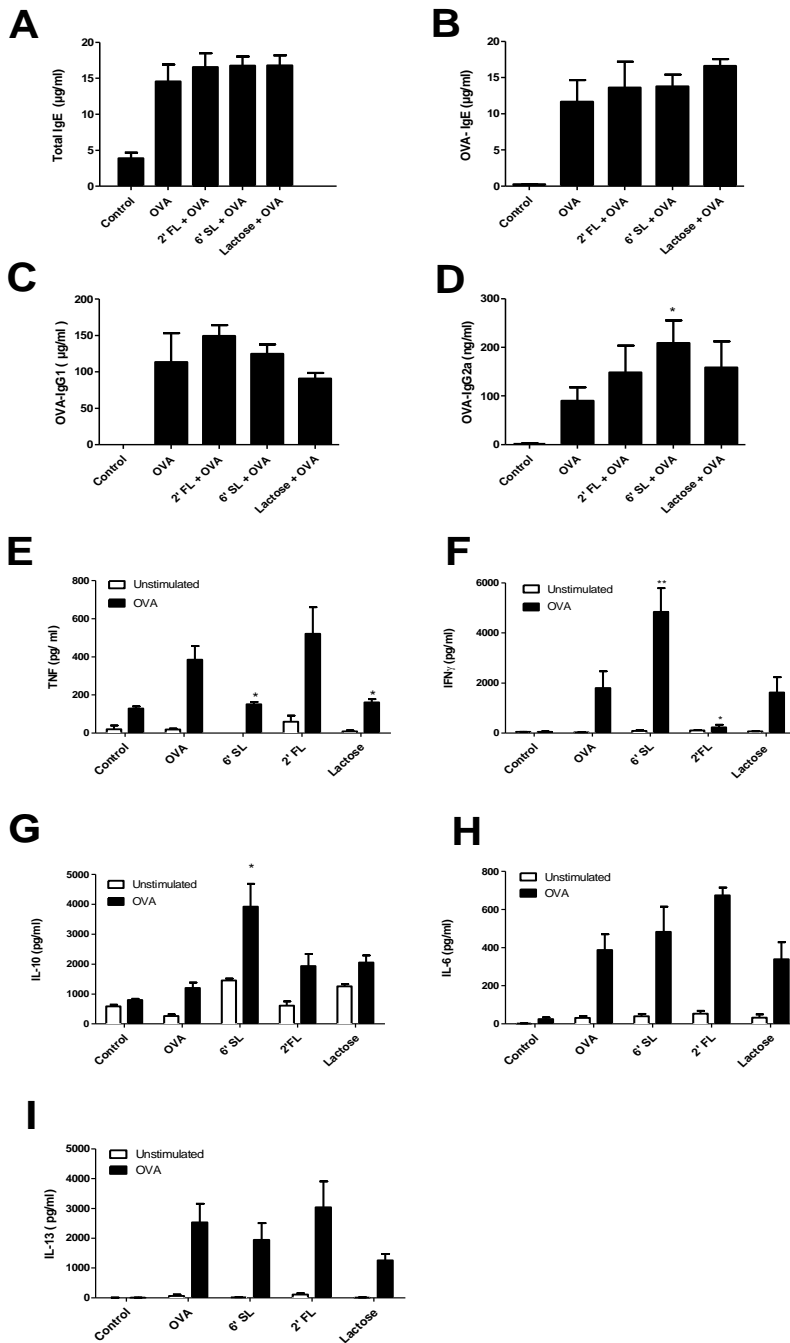 A
Total IgE (µg/ml)
20
15
10
5
0
Control
OVA
2' FL + OVA
6' SL + OVA
Lactose + OVA
B
OVA- IgE (µg/ml)
20
15
10
5
0
Control
OVA
2' FL + OVA
6' SL + OVA
Lactose + OVA
C
OVA-IgG1 ( µg/ml )
200
150
100
50
0
Control
OVA
2' FL + OVA
6' SL + OVA
Lactose + OVA
D
OVA-IgG2a (ng/ml)
300
200
100
0
*
Control
OVA
2' FL + OVA
6' SL + OVA
Lactose + OVA
E
TNF (pg/ ml)
800
600
400
200
0
Unstimulated
OVA
*
*
Control
OVA
6' SL
2' FL
Lactose
F
IFNγ (pg/ ml)
6000
4000
2000
0
Unstimulated
OVA
**
*
Control
OVA
6' SL
2'FL
Lactose
G
IL-10 (pg/ml)
5000
4000
3000
2000
1000
0
Unstimulated
OVA
*
Control
OVA
6' SL
2'FL
Lactose
H
IL-6 (pg/ml)
800
600
400
200
0
Unstimulated
OVA
Control
OVA
6' SL
2' FL
Lactose
I
IL-13 ( pg/ml)
5000
4000
3000
2000
1000
0
Unstimulated
OVA
Control
OVA
6' SL
2' FL
Lactose